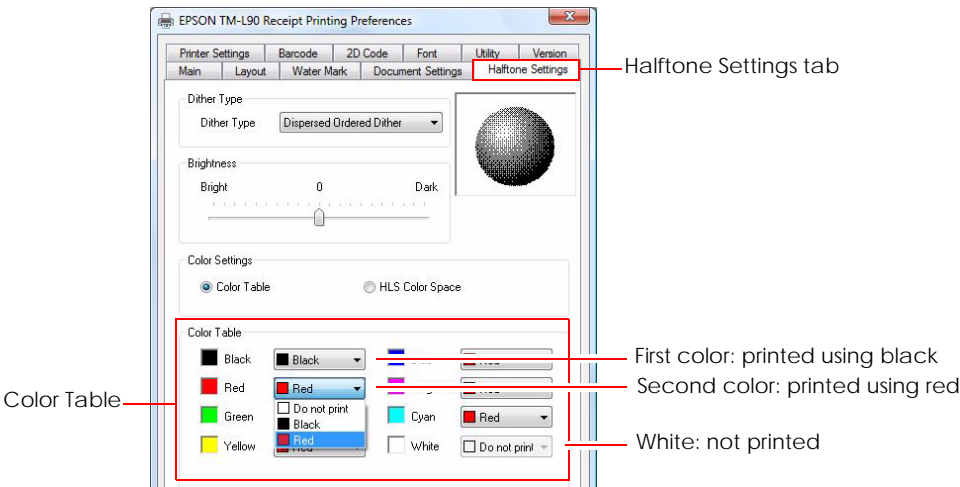 EPSON TM-L90 Receipt Printing Preferences
Printer Settings Barcode 2D Code Font Utility Version
Main Layout Water Mark Document Settings Halftone Settings
Halftone Settings tab
Dither Type
Dither Type Dispersed Ordered Dither
Brightness
Bright 0 Dark
Color Settings
Color Table HLS Color Space
Color Table
Black Black
First color: printed using black
Red Red
Second color: printed using red
Color Table
Green Do not print Cyan Red
Black
Yellow Red White Do not print
White: not printed